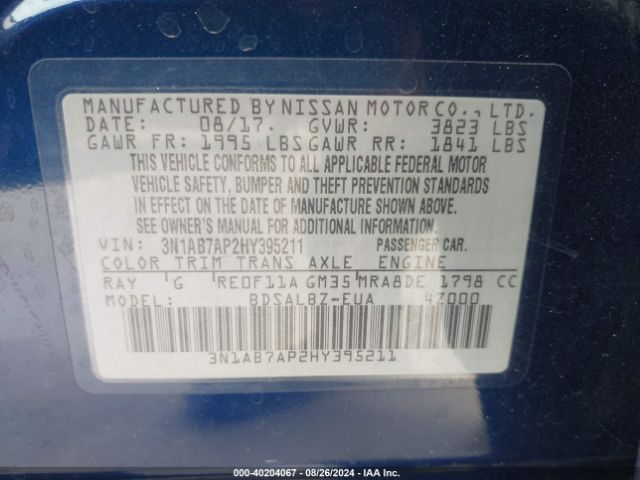 MANUFACTURED BY NISSAN MOTOR CO., LTD.
DATE: 08/17. GVWR: 3823 LBS
GAWR FR: 1995 LBS GAWR RR: 1841 LBS
THIS VEHICLE CONFORMS TO ALL APPLICABLE FEDERAL MOTOR
VEHICLE SAFETY, BUMPER AND THEFT PREVENTION STANDARDS
IN EFFECT ON THE DATE OF MANUFACTURE SHOWN ABOVE.
SEE OWNER'S MANUAL FOR ADDITIONAL INFORMATION.
VIN: 3N1AB7AP2HY395211 PASSENGER CAR.
COLOR TRIM TRANS AXLE ENGINE
RAY G RE0F11A GM35 MRA8DE 1798 CC
MODEL: BDSALBZ-EUA 4Z000
3N1AB7AP2HY395211
000-40204067 - 08/26/2024 - IAA Inc.